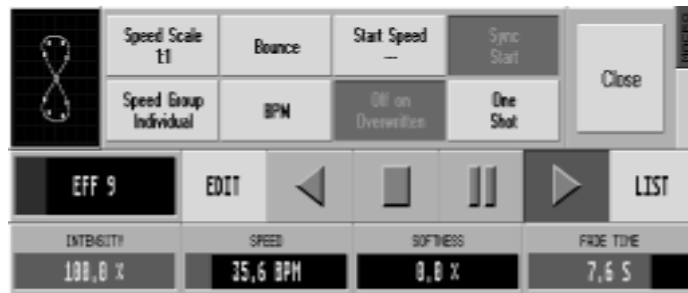 Speed Scale
1:1
Bounce
Start Speed
---
Sync
Start
Close
Speed Group
Individual
BPM
Off on
Overwritten
One
Shot
EFF 9
EDIT
LIST
INTENSITY
SPEED
SOFTNESS
FADE TIME
100,0 %
35,6 BPM
0,0 %
7,6 S